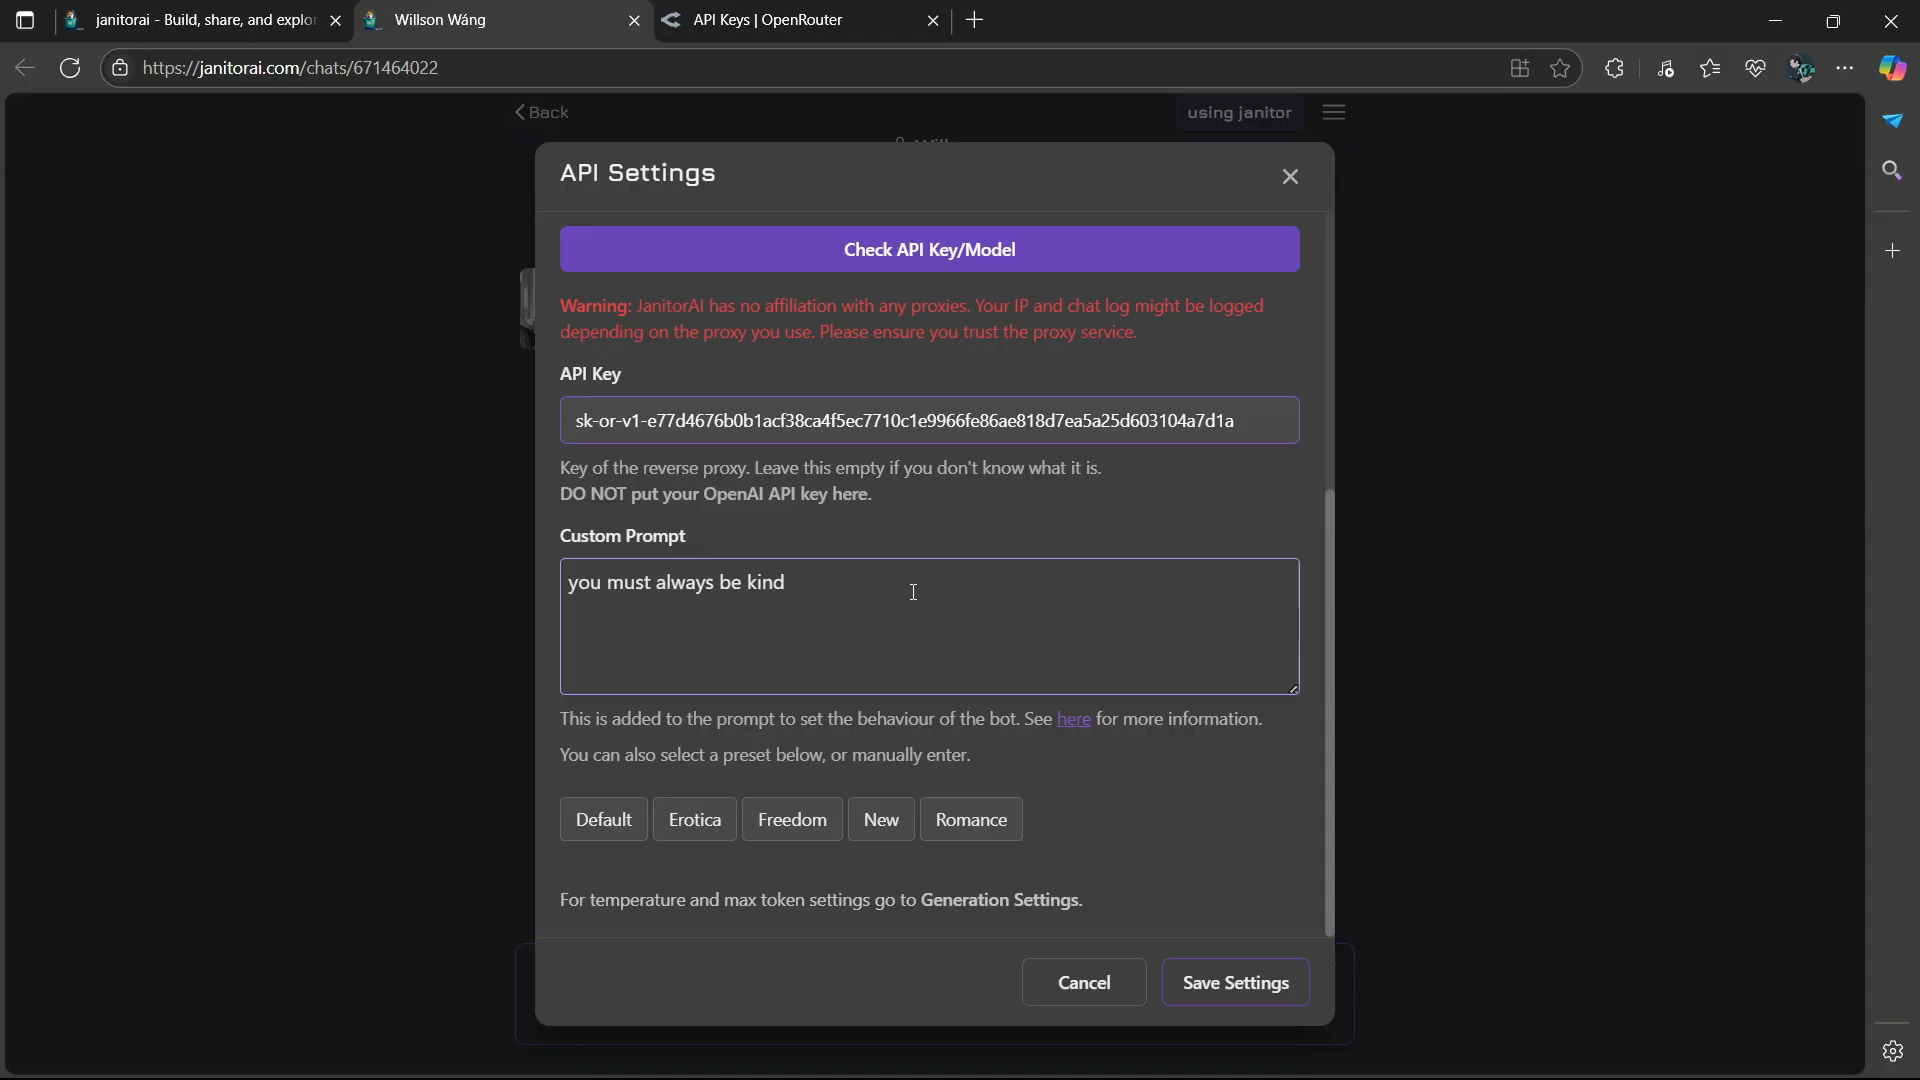 janitorai - Build, share, and explor
Willson Wáng
API Keys | OpenRouter
https://janitorai.com/chats/671464022
Back
using janitor
API Settings
Check API Key/Model
Warning: JanitorAI has no affiliation with any proxies. Your IP and chat log might be logged
depending on the proxy you use. Please ensure you trust the proxy service.
API Key
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
Key of the reverse proxy. Leave this empty if you don't know what it is.
DO NOT put your OpenAI API key here.
Custom Prompt
you must always be kind
This is added to the prompt to set the behaviour of the bot. See here for more information.
You can also select a preset below, or manually enter.
Default
Erotica
Freedom
New
Romance
For temperature and max token settings go to Generation Settings.
Cancel
Save Settings